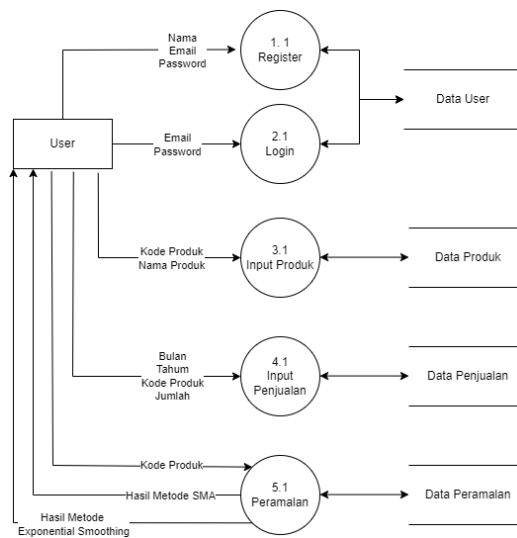 Nama
Email
Password
1. 1
Register
Data User
User
Email
Password
2.1
Login
Kode Produk
Nama Produk
3.1
Input Produk
Data Produk
Bulan
Tahum
Kode Produk
Jumlah
4.1
Input
Penjualan
Data Penjualan
Kode Produk
Hasil Metode SMA
5.1
Peramalan
Data Peramalan
Hasil Metode
Exponential Smoothing